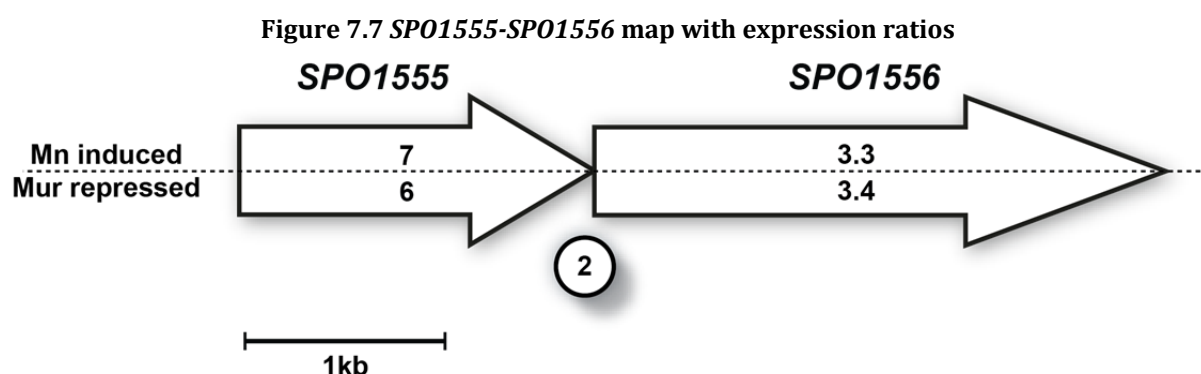 Figure 7.7 SPO1555-SPO1556 map with expression ratios
SPO1555 SPO1556
Mn induced 7 3.3
Mur repressed 6 3.4
2
1kb